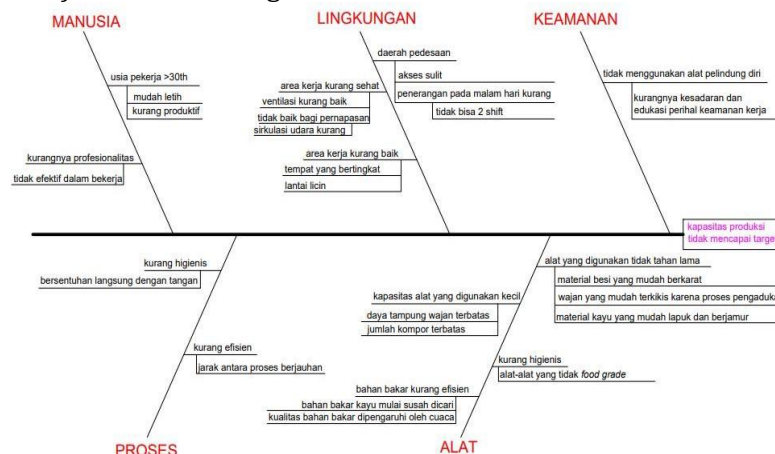 MANUSIA
LINGKUNGAN
KEAMANAN
usia pekerja >30th
mudah letih
kurang produktif
kurangnya profesionalitas
tidak efektif dalam bekerja
daerah pedesaan
akses sulit
penerangan pada malam hari kurang
tidak bisa 2 shift
area kerja kurang sehat
ventilasi kurang baik
tidak baik bagi pernapasan
sirkulasi udara kurang
area kerja kurang baik
tempat yang bertingkat
lantai licin
tidak menggunakan alat pelindung diri
kurangnya kesadaran dan
edukasi perihal keamanan kerja
kapasitas produksi
tidak mencapai targe
kurang higienis
bersentuhan langsung dengan tangan
kurang efisien
jarak antara proses berjauhan
alat yang digunakan tidak tahan lama
material besi yang mudah berkarat
wajan yang mudah terkikis karena proses pengaduka
material kayu yang mudah lapuk dan berjamur
kapasitas alat yang digunakan kecil
daya tampung wajan terbatas
jumlah kompor terbatas
kurang higienis
alat-alat yang tidak food grade
bahan bakar kurang efisien
bahan bakar kayu mulai susah dicari
kualitas bahan bakar dipengaruhi oleh cuaca
PROSES
ALAT